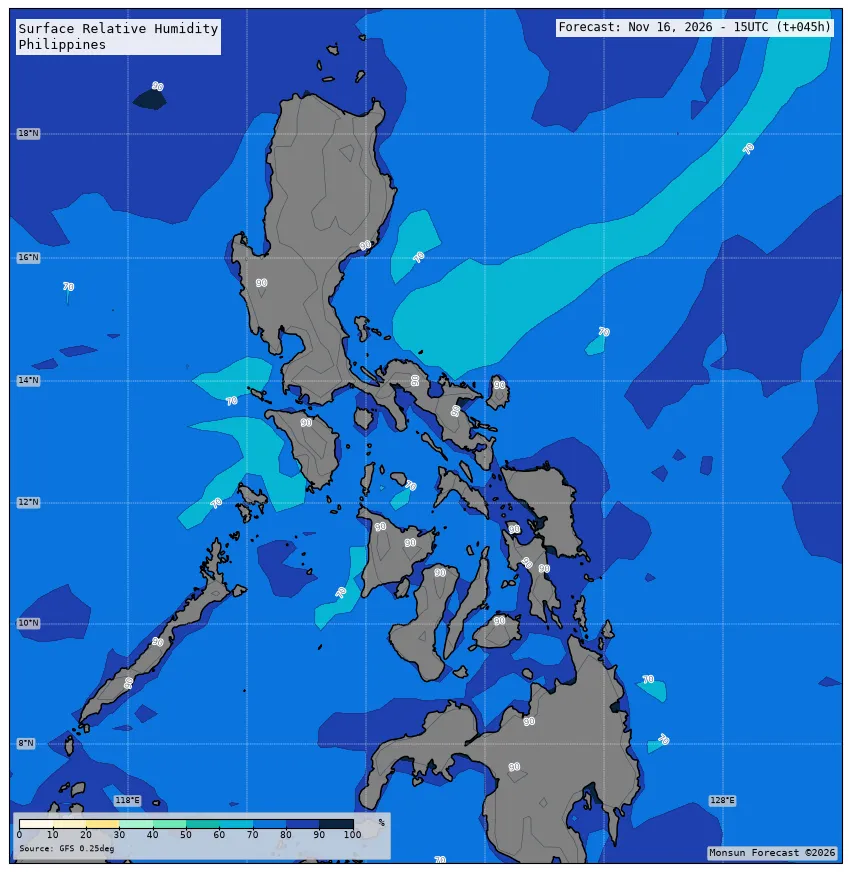 Surface Relative Humidity
Philippines
Forecast: Nov 16, 2026 - 15UTC (t+045h)
90
18°N
70
90
16°N
70
90
70
70
14°N
90
90
70
90
90
70
12°N
70
90
90
90
90
90
90
70
10°N
90
90
90
70
90
8°N
70
90
118°E
128°E
%
0 10 20 30 40 50 60 70 80 90 100
Source: GFS 0.25deg
70
Monsun Forecast ©2026